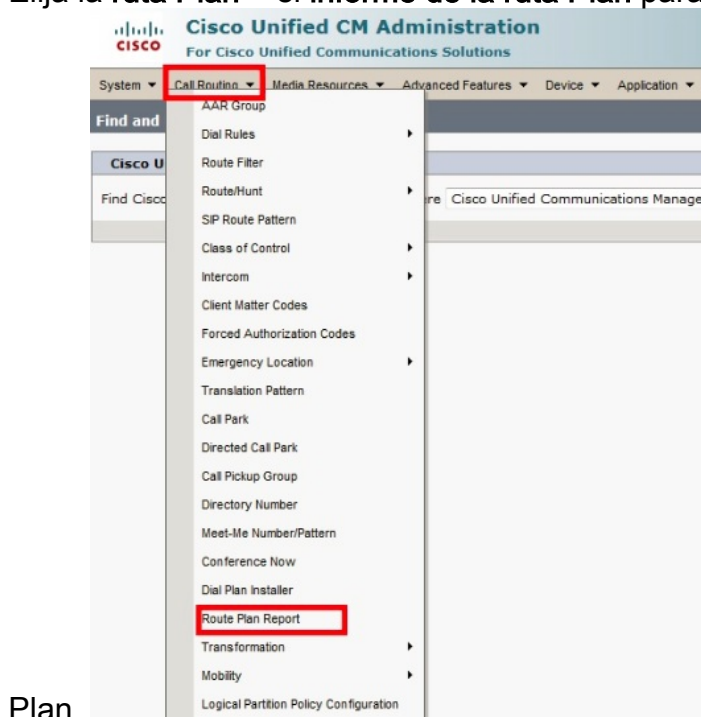 Elija la ruta Plan el informe de la ruta Plan para
cisco
Cisco Unified CM Administration
For Cisco Unified Communications Solutions
System Call Routing Media Resources Advanced Features Device Application
Find and
Cisco U
Find Cisco
re Cisco Unified Communications Manage
AAR Group
Dial Rules
Route Filter
Route/Hunt
SIP Route Pattern
Class of Control
Intercom
Client Matter Codes
Forced Authorization Codes
Emergency Location
Translation Pattern
Call Park
Directed Call Park
Call Pickup Group
Directory Number
Meet-Me Number/Pattern
Conference Now
Dial Plan Installer
Route Plan Report
Transformation
Mobility
Logical Partition Policy Configuration
Plan